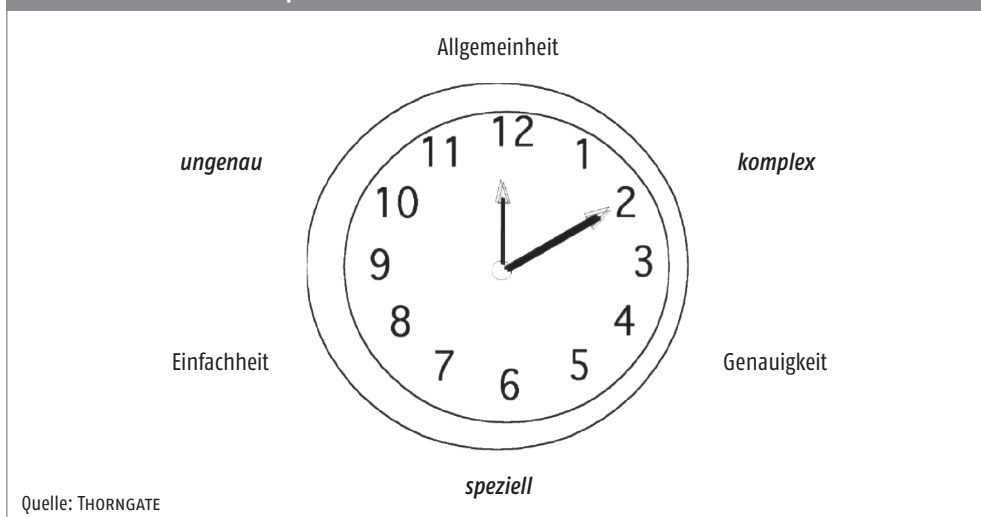 Allgemeinheit
12
11
1
ungenau
komplex
10
2
9
3
8
4
Einfachheit
7
5
Genauigkeit
6
speziell
Quelle: THORNGATE